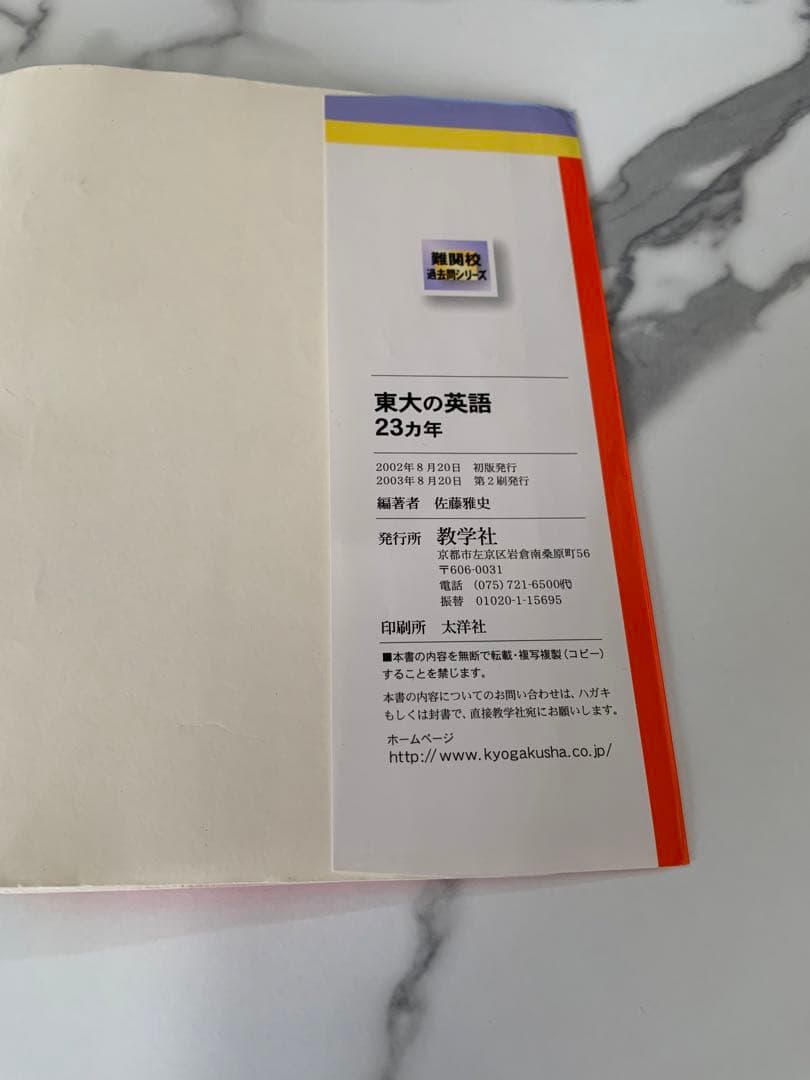 難関校
過去問シリーズ
東大の英語
23カ年
2002年8月20日 初版発行
2003年8月20日 第2刷発行
編著者 佐藤雅史
発行所 教学社
京都市左京区岩倉南桑原町56
〒606-0031
電話 (075)721-6500㈹
振替 01020-1-15695
印刷所 太洋社
■本書の内容を無断で転載・複写複製(コピー)
することを禁じます。
本書の内容についてのお問い合わせは、ハガキ
もしくは封書で、直接教学社宛にお願いします。
ホームページ
http://www.kyogakusha.co.jp/